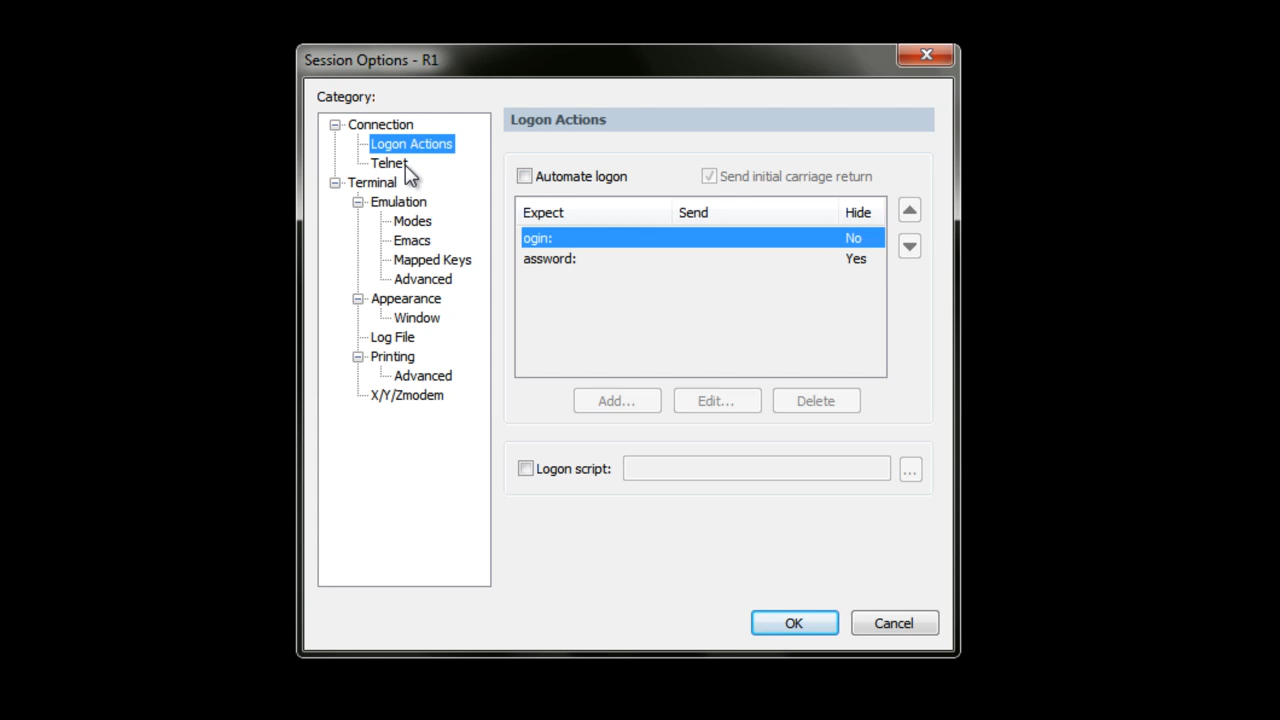 Session Options - R1
Category:
Connection
Logon Actions
Telnet
Terminal
Emulation
Modes
Emacs
Mapped Keys
Advanced
Appearance
Window
Log File
Printing
Advanced
X/Y/Zmodem
Logon Actions
Automate logon
Send initial carriage return
Expect Send Hide
ogin: No
assword: Yes
Add... Edit... Delete
Logon script: ...
OK Cancel